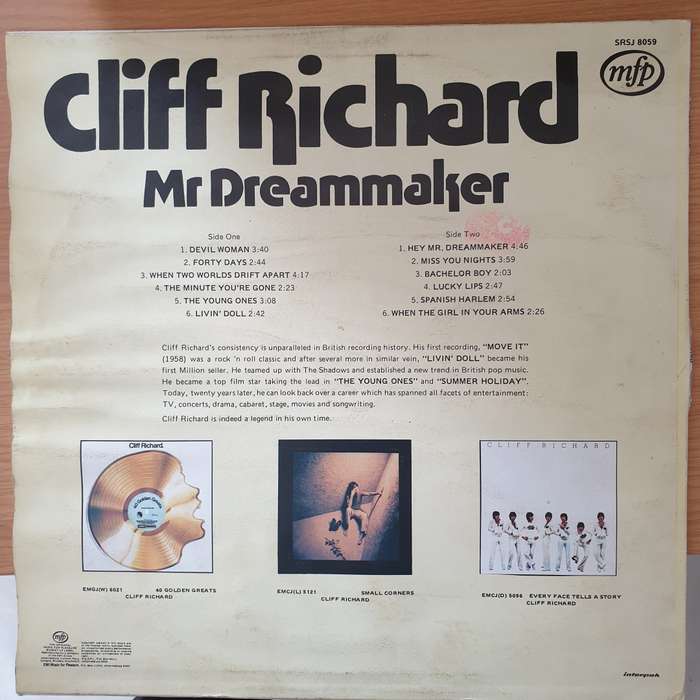 SRSJ 8059
mfp
Cliff Richard
Mr Dreammaker
Side One
1. DEVIL WOMAN 3:40
2. FORTY DAYS 2:44
3. WHEN TWO WORLDS DRIFT APART 4:17
4. THE MINUTE YOU'RE GONE 2:23
5. THE YOUNG ONES 3:08
6. LIVIN' DOLL 2:42
Side Two
1. HEY MR, DREAMMAKER 4:46
2. MISS YOU NIGHTS 3:59
3. BACHELOR BOY 2:03
4. LUCKY LIPS 2:47
5. SPANISH HARLEM 2:54
6. WHEN THE GIRL IN YOUR ARMS 2:26
Cliff Richard's consistency is unparalleled in British recording history. His first recording, "MOVE IT"
(1958) was a rock 'n roll classic and after several more in similar vein, "LIVIN' DOLL" became his
first Million seller. He teamed up with The Shadows and established a new trend in British pop music.
He became a top film star taking the lead in "THE YOUNG ONES" and "SUMMER HOLIDAY".
Today, twenty years later, he can look back over a career which has spanned all facets of entertainment:
TV, concerts, drama, cabaret, stage, movies and songwriting.
Cliff Richard is indeed a legend in his own time.
Cliff Richard
40 Golden Greats
CLIFF RICHARD
EMGJ(W) 6021 40 GOLDEN GREATS
CLIFF RICHARD
EMCJ(L) 5121 SMALL CORNERS
CLIFF RICHARD
EMCJ(D) 5056 EVERY FACE TELLS A STORY
CLIFF RICHARD
mfp
interpak